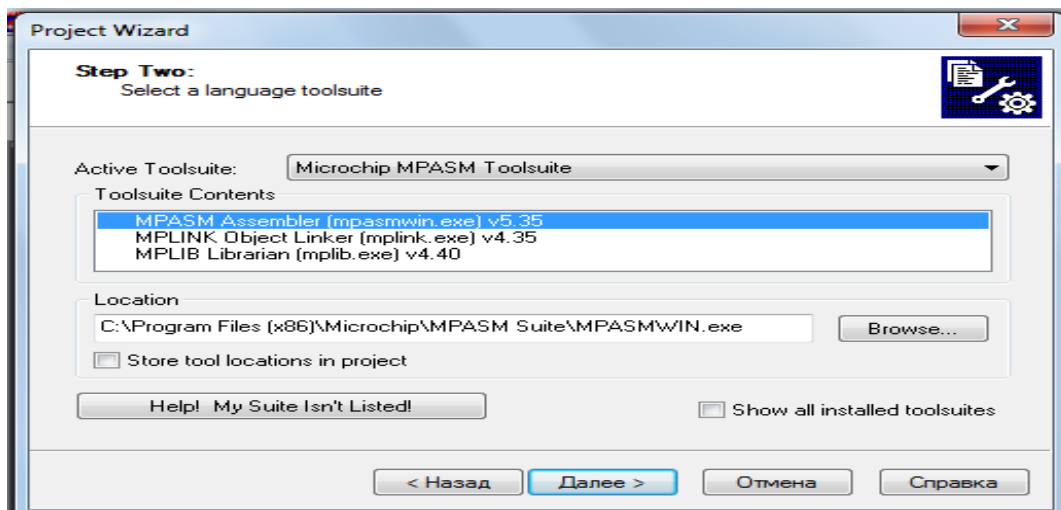 Project Wizard
Step Two:
Select a language toolsuite
Active Toolsuite: Microchip MPASM Toolsuite
Toolsuite Contents
MPASM Assembler (mpasmwin.exe) v5.35
MPLINK Object Linker (mplink.exe) v4.35
MPLIB Librarian (mplib.exe) v4.40
Location
C:\Program Files (x86)\Microchip\MPASM Suite\MPASMWIN.exe Browse...
Store tool locations in project
Help! My Suite Isn't Listed! Show all installed toolsuites
< Назад Далее > Отмена Справка